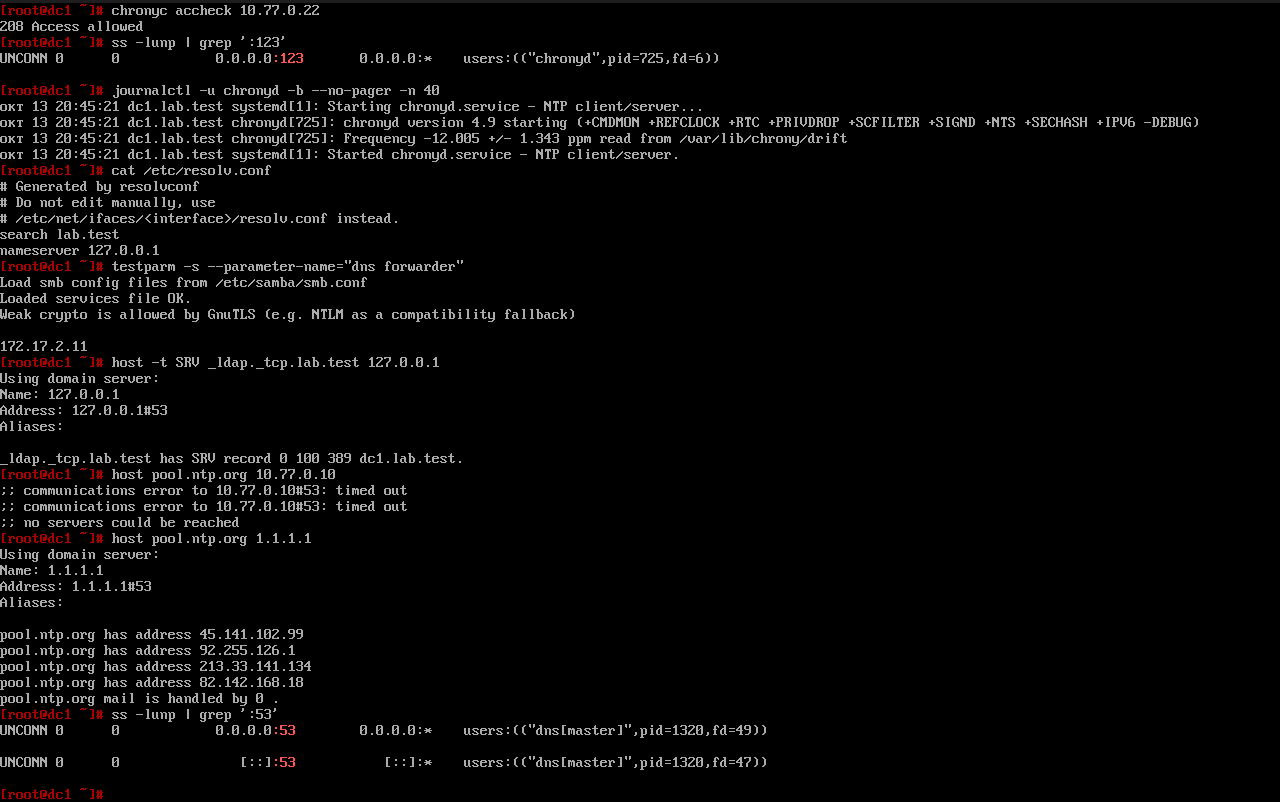 [root@dc1 ~]# chronyc accheck 10.77.0.22
208 Access allowed
[root@dc1 ~]# ss -lunp | grep ':123'
UNCONN 0      0            0.0.0.0:123       0.0.0.0:*    users:(("chronyd",pid=725,fd=6))
[root@dc1 ~]# journalctl -u chronyd -b --no-pager -n 40
окт 13 20:45:21 dc1.lab.test systemd[1]: Starting chronyd.service - NTP client/server...
окт 13 20:45:21 dc1.lab.test chronyd[725]: chronyd version 4.9 starting (+CMDMON +REFCLOCK +RTC +PRIVDROP +SCFILTER +SIGND +NTS +SECHASH +IPV6 -DEBUG)
окт 13 20:45:21 dc1.lab.test chronyd[725]: Frequency -12.005 +/- 1.343 ppm read from /var/lib/chrony/drift
окт 13 20:45:21 dc1.lab.test systemd[1]: Started chronyd.service - NTP client/server.
[root@dc1 ~]# cat /etc/resolv.conf
# Generated by resolvconf
# Do not edit manually, use
# /etc/net/ifaces/<interface>/resolv.conf instead.
search lab.test
nameserver 127.0.0.1
[root@dc1 ~]# testparm -s --parameter-name="dns forwarder"
Load smb config files from /etc/samba/smb.conf
Loaded services file OK.
Weak crypto is allowed by GnuTLS (e.g. NTLM as a compatibility fallback)
172.17.2.11
[root@dc1 ~]# host -t SRV _ldap._tcp.lab.test 127.0.0.1
Using domain server:
Name: 127.0.0.1
Address: 127.0.0.1#53
Aliases:
_ldap._tcp.lab.test has SRV record 0 100 389 dc1.lab.test.
[root@dc1 ~]# host pool.ntp.org 10.77.0.10
;; communications error to 10.77.0.10#53: timed out
;; communications error to 10.77.0.10#53: timed out
;; no servers could be reached
[root@dc1 ~]# host pool.ntp.org 1.1.1.1
Using domain server:
Name: 1.1.1.1
Address: 1.1.1.1#53
Aliases:
pool.ntp.org has address 45.141.102.99
pool.ntp.org has address 92.255.126.1
pool.ntp.org has address 213.33.141.134
pool.ntp.org has address 82.142.168.18
pool.ntp.org mail is handled by 0 .
[root@dc1 ~]# ss -lunp | grep ':53'
UNCONN 0      0            0.0.0.0:53        0.0.0.0:*    users:(("dns[master]",pid=1320,fd=49))
UNCONN 0      0               [::]:53           [::]:*    users:(("dns[master]",pid=1320,fd=47))
[root@dc1 ~]#